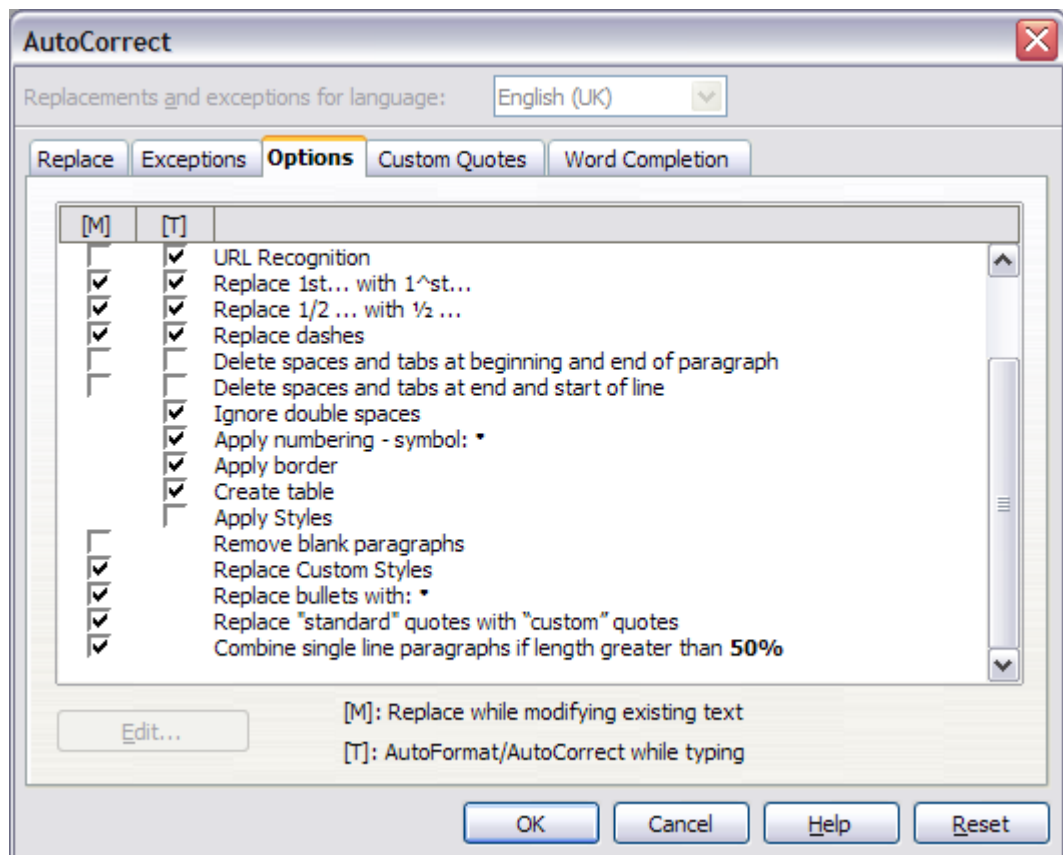 AutoCorrect
Replacements and exceptions for language: English (UK)
Replace Exceptions Options Custom Quotes Word Completion
[M] [T]
URL Recognition
Replace 1st... with 1^st...
Replace 1/2 ... with ½ ...
Replace dashes
Delete spaces and tabs at beginning and end of paragraph
Delete spaces and tabs at end and start of line
Ignore double spaces
Apply numbering - symbol: •
Apply border
Create table
Apply Styles
Remove blank paragraphs
Replace Custom Styles
Replace bullets with: •
Replace "standard" quotes with “custom” quotes
Combine single line paragraphs if length greater than 50%
[M]: Replace while modifying existing text
Edit...
[T]: AutoFormat/AutoCorrect while typing
OK Cancel Help Reset